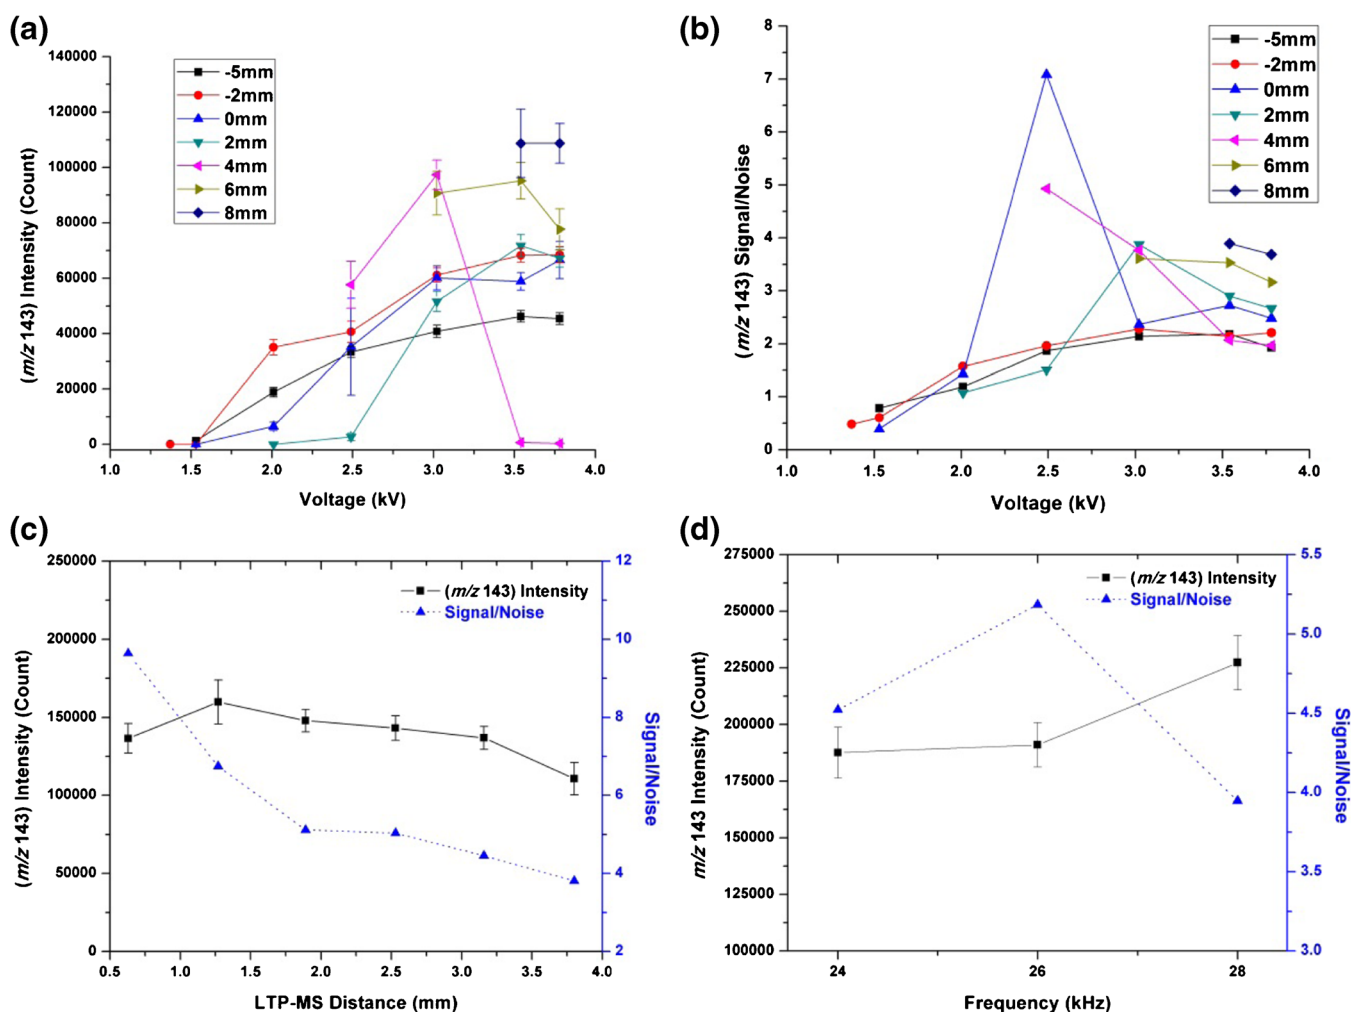 (a)
140000
120000
100000
80000
60000
40000
20000
0
(m/z 143) Intensity (Count)
-5mm
-2mm
0mm
2mm
4mm
6mm
8mm
1.0 1.5 2.0 2.5 3.0 3.5 4.0
Voltage (kV)
(b)
8
7
6
5
4
3
2
1
0
(m/z 143) Signal/Noise
-5mm
-2mm
0mm
2mm
4mm
6mm
8mm
1.0 1.5 2.0 2.5 3.0 3.5 4.0
Voltage (kV)
(c)
250000
200000
150000
100000
50000
0
(m/z 143) Intensity (Count)
(m/z 143) Intensity
Signal/Noise
12
10
8
6
4
2
Signal/Noise
0.5 1.0 1.5 2.0 2.5 3.0 3.5 4.0
LTP-MS Distance (mm)
(d)
275000
250000
225000
200000
175000
150000
125000
100000
m/z 143 Intensity (Count)
(m/z 143) Intensity
Signal/Noise
5.5
5.0
4.5
4.0
3.5
3.0
Signal/Noise
24 26 28
Frequency (kHz)